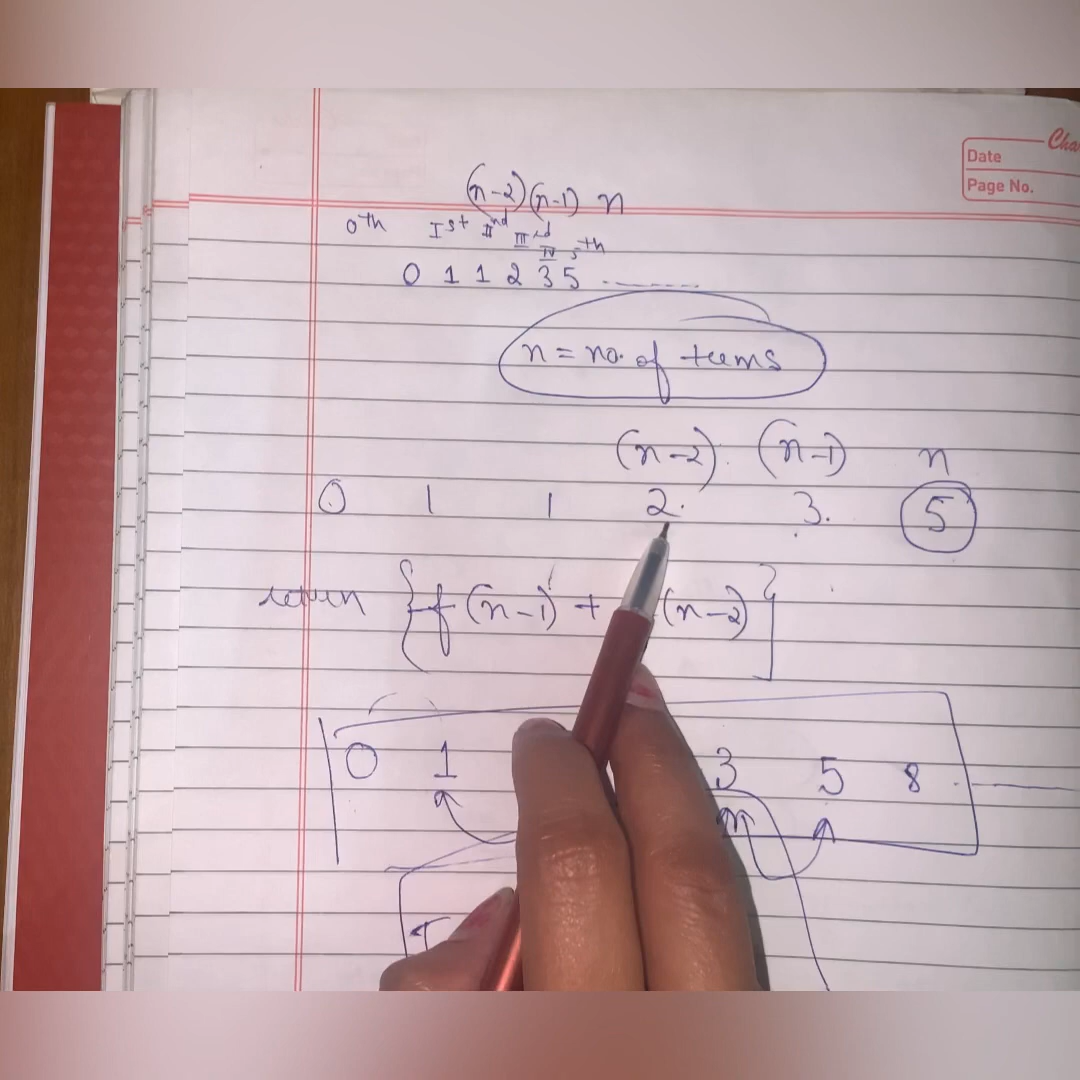 Date
Page No.
(n-2) (n-1) n
0th Ist IInd IIIrd IV 5th
0 1 1 2 3 5 ---------
n = no. of terms
(n-2). (n-1) n
0 1 1 2. 3. 5
return {f(n-1) + (n-2)}
0 1 3 5 8 ---------